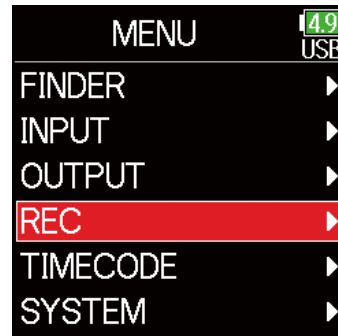 MENU
4.9
USB
FINDER
INPUT
OUTPUT
REC
TIMECODE
SYSTEM